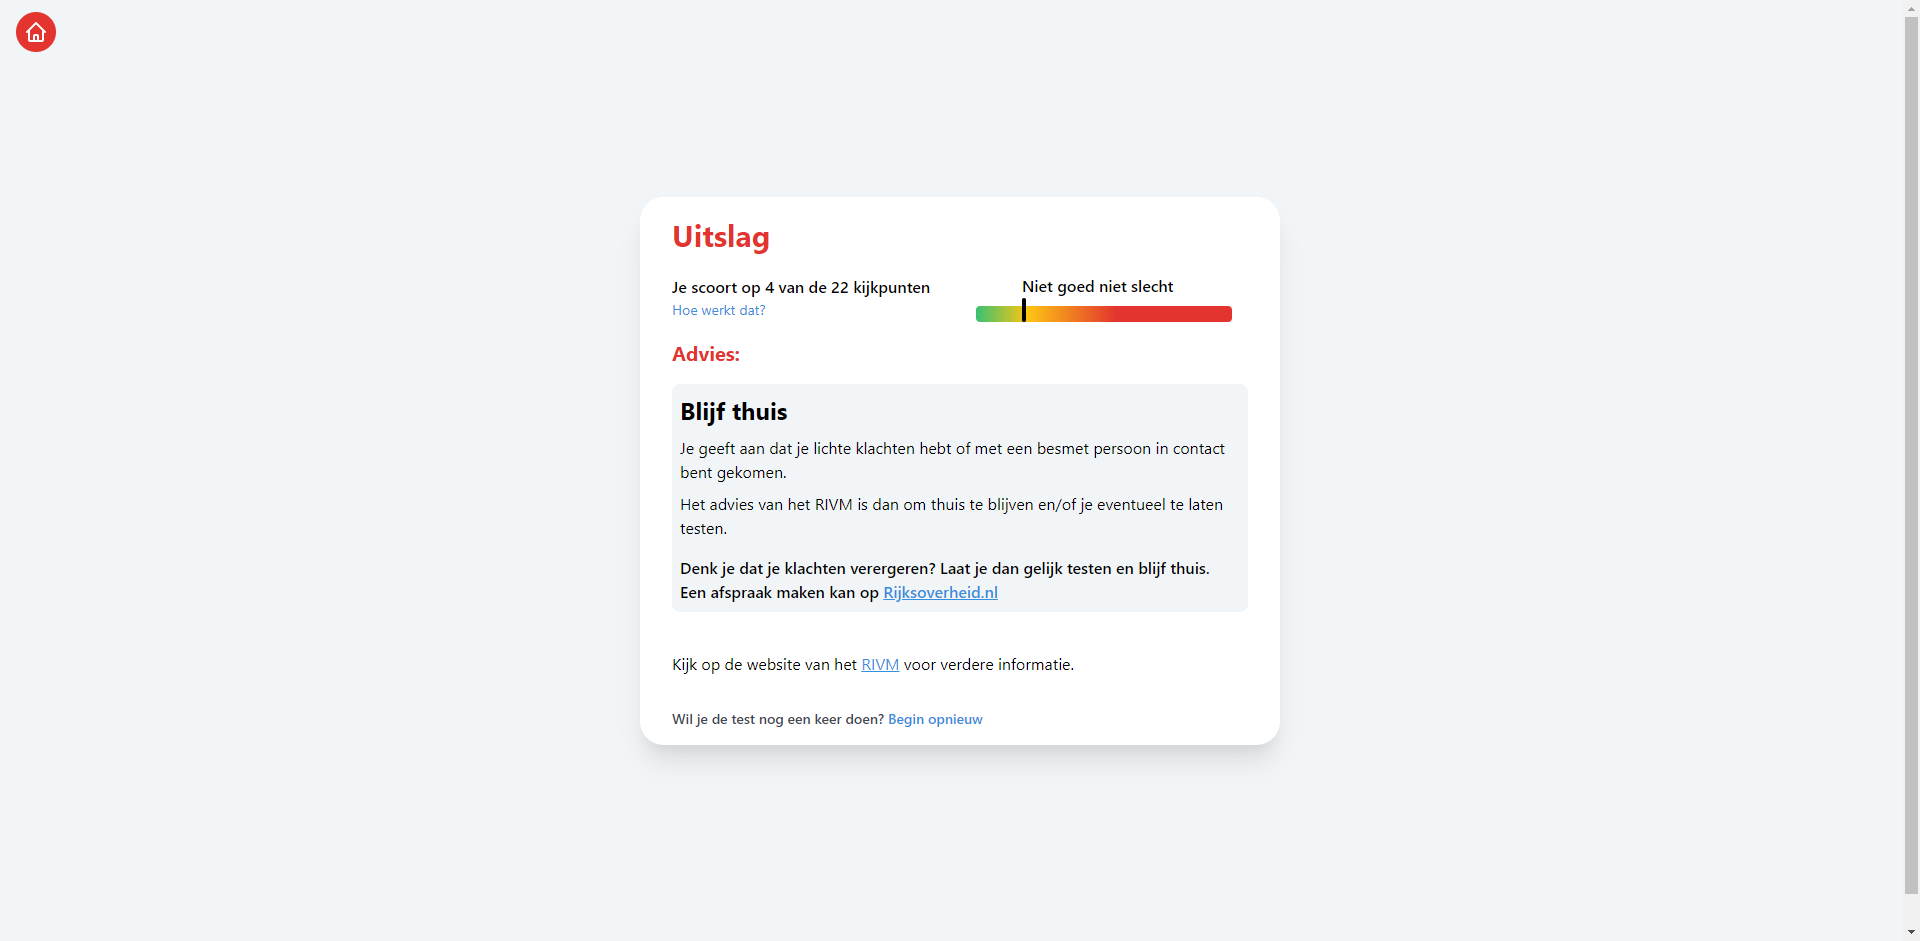 Uitslag
Je scoort op 4 van de 22 kijkpunten
Hoe werkt dat?
Niet goed niet slecht
Advies:
Blijf thuis
Je geeft aan dat je lichte klachten hebt of met een besmet persoon in contact
bent gekomen.
Het advies van het RIVM is dan om thuis te blijven en/of je eventueel te laten
testen.
Denk je dat je klachten verergeren? Laat je dan gelijk testen en blijf thuis.
Een afspraak maken kan op Rijksoverheid.nl
Kijk op de website van het RIVM voor verdere informatie.
Wil je de test nog een keer doen? Begin opnieuw